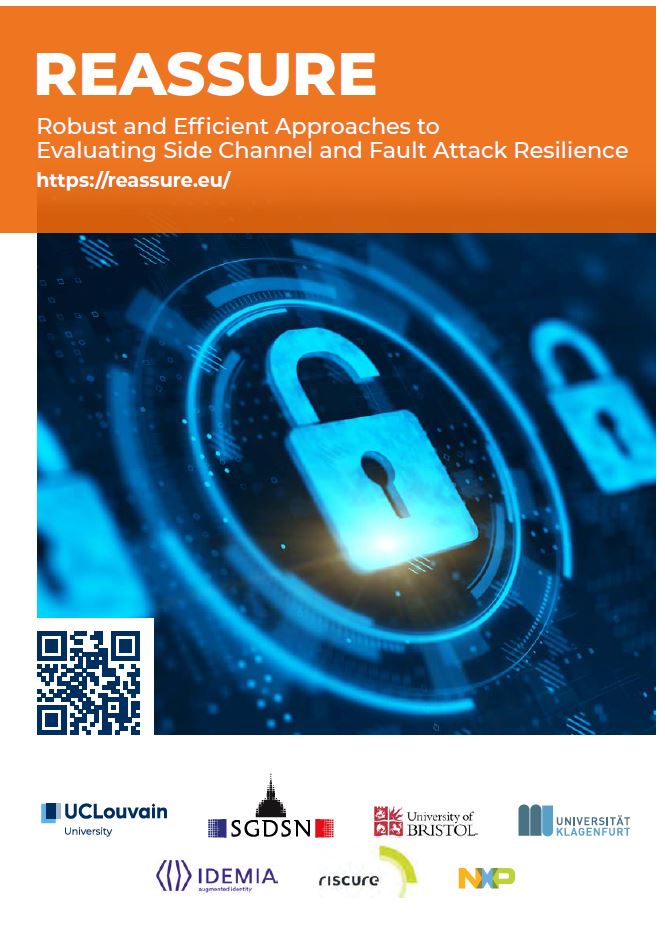 REASSURE
Robust and Efficient Approaches to
Evaluating Side Channel and Fault Attack Resilience
https://reassure.eu/
UCLouvain
University
SGDSN
University of
BRISTOL
UNIVERSITÄT
KLAGENFURT
IDEMIA
augmented identity
riscure
NXP